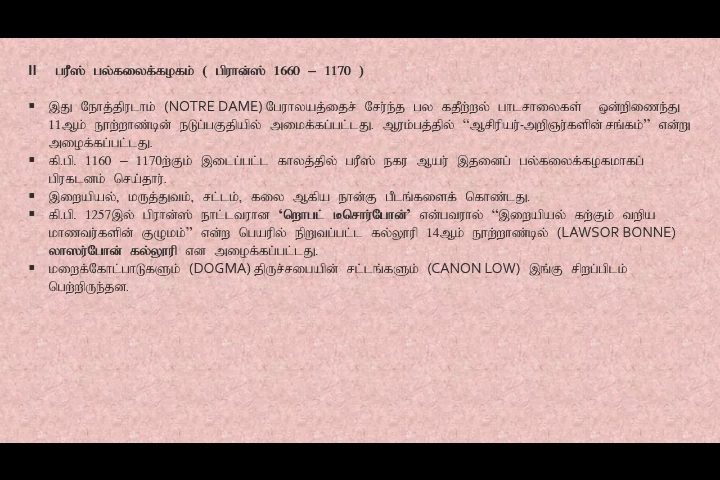 II பரீஸ் பல்கலைக்கழகம் ( பிரான்ஸ் 1660 – 1170 )
▪ இது நோத்திரடாம் (NOTRE DAME) பேராலயத்தைச் சேர்ந்த பல கதீற்றல் பாடசாலைகள் ஒன்றிணைந்து
11ஆம் நூற்றாண்டின் நடுப்பகுதியில் அமைக்கப்பட்டது. ஆரம்பத்தில் “ஆசிரியர்-அறிஞர்களின் சங்கம்” என்று
அழைக்கப்பட்டது.
▪ கி.பி. 1160 – 1170ற்கும் இடைப்பட்ட காலத்தில் பரீஸ் நகர ஆயர் இதனைப் பல்கலைக்கழகமாகப்
பிரகடனம் செய்தார்.
▪ இறையியல், மருத்துவம், சட்டம், கலை ஆகிய நான்கு பீடங்களைக் கொண்டது.
▪ கி.பி. 1257இல் பிரான்ஸ் நாட்டவரான ‘றொபட் டிசொர்போன்’ என்பவரால் “இறையியல் கற்கும் வறிய
மாணவர்களின் குழுமம்” என்ற பெயரில் நிறுவப்பட்ட கல்லூரி 14ஆம் நூற்றாண்டில் (LAWSOR BONNE)
லாஸர்போன் கல்லூரி என அழைக்கப்பட்டது.
▪ மறைக்கோட்பாடுகளும் (DOGMA) திருச்சபையின் சட்டங்களும் (CANON LOW) இங்கு சிறப்பிடம்
பெற்றிருந்தன.